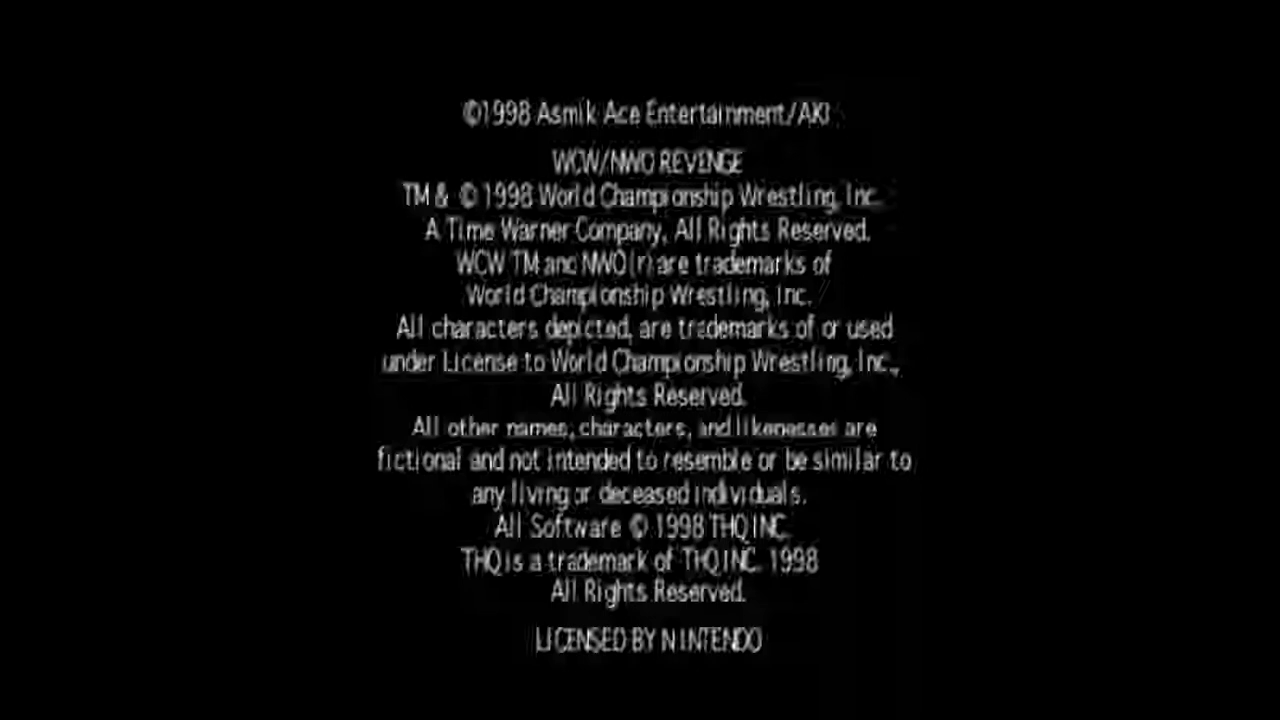 ©1998 Asmik Ace Entertainment/AKI
WCW/NWO REVENGE
TM & © 1998 World Championship Wrestling, Inc.
A Time Warner Company, All Rights Reserved.
WCW TM and NWO(r) are trademarks of
World Championship Wrestling, Inc.
All characters depicted, are trademarks of or used
under License to World Championship Wrestling, Inc.,
All Rights Reserved.
All other names, characters, and likenesses are
fictional and not intended to resemble or be similar to
any living or deceased individuals.
All Software © 1998 THQ INC.
THQ is a trademark of THQ INC. 1998
All Rights Reserved.
LICENSED BY NINTENDO